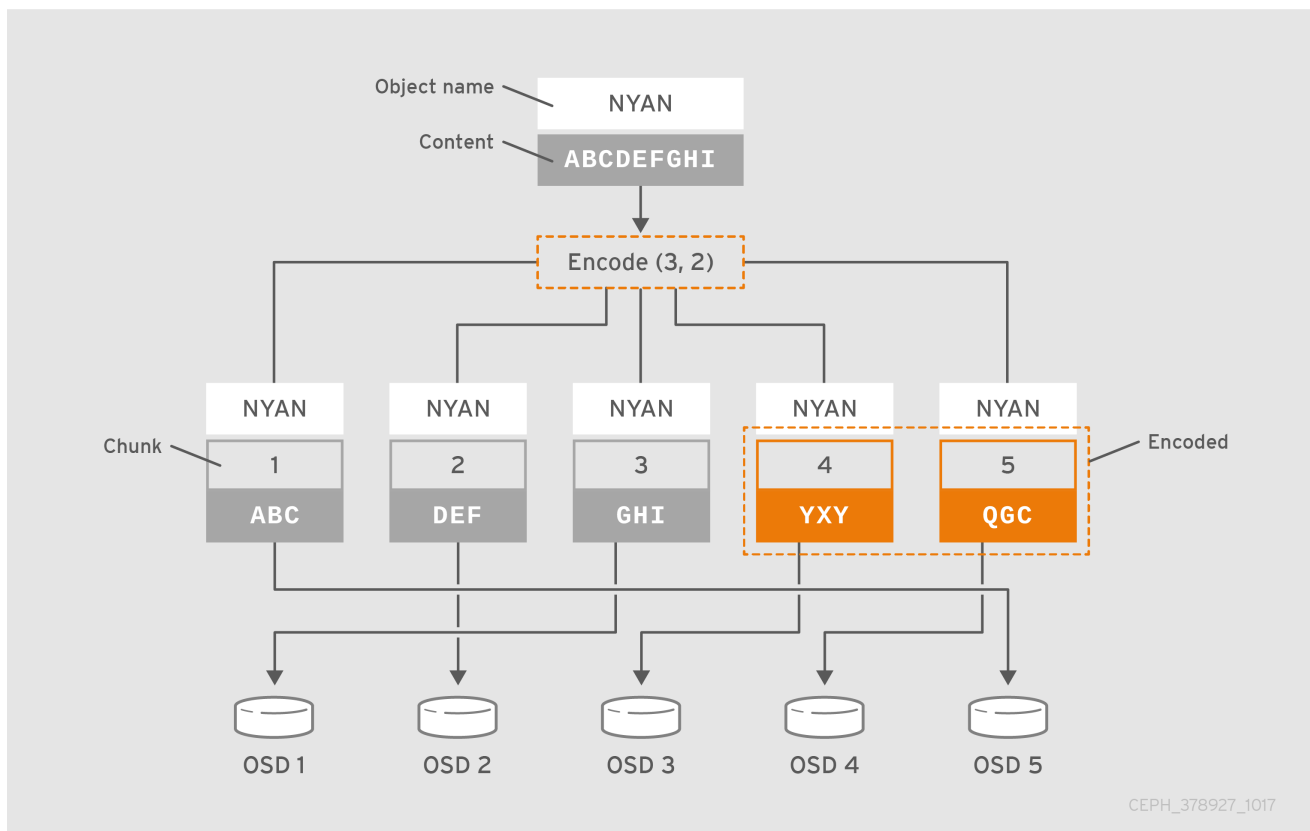 Object name
NYAN
Content
ABCDEFGHI
Encode (3, 2)
NYAN
NYAN
NYAN
NYAN
NYAN
Chunk
1
2
3
4
5
Encoded
ABC
DEF
GHI
YXY
QGC
OSD 1
OSD 2
OSD 3
OSD 4
OSD 5
CEPH_378927_1017